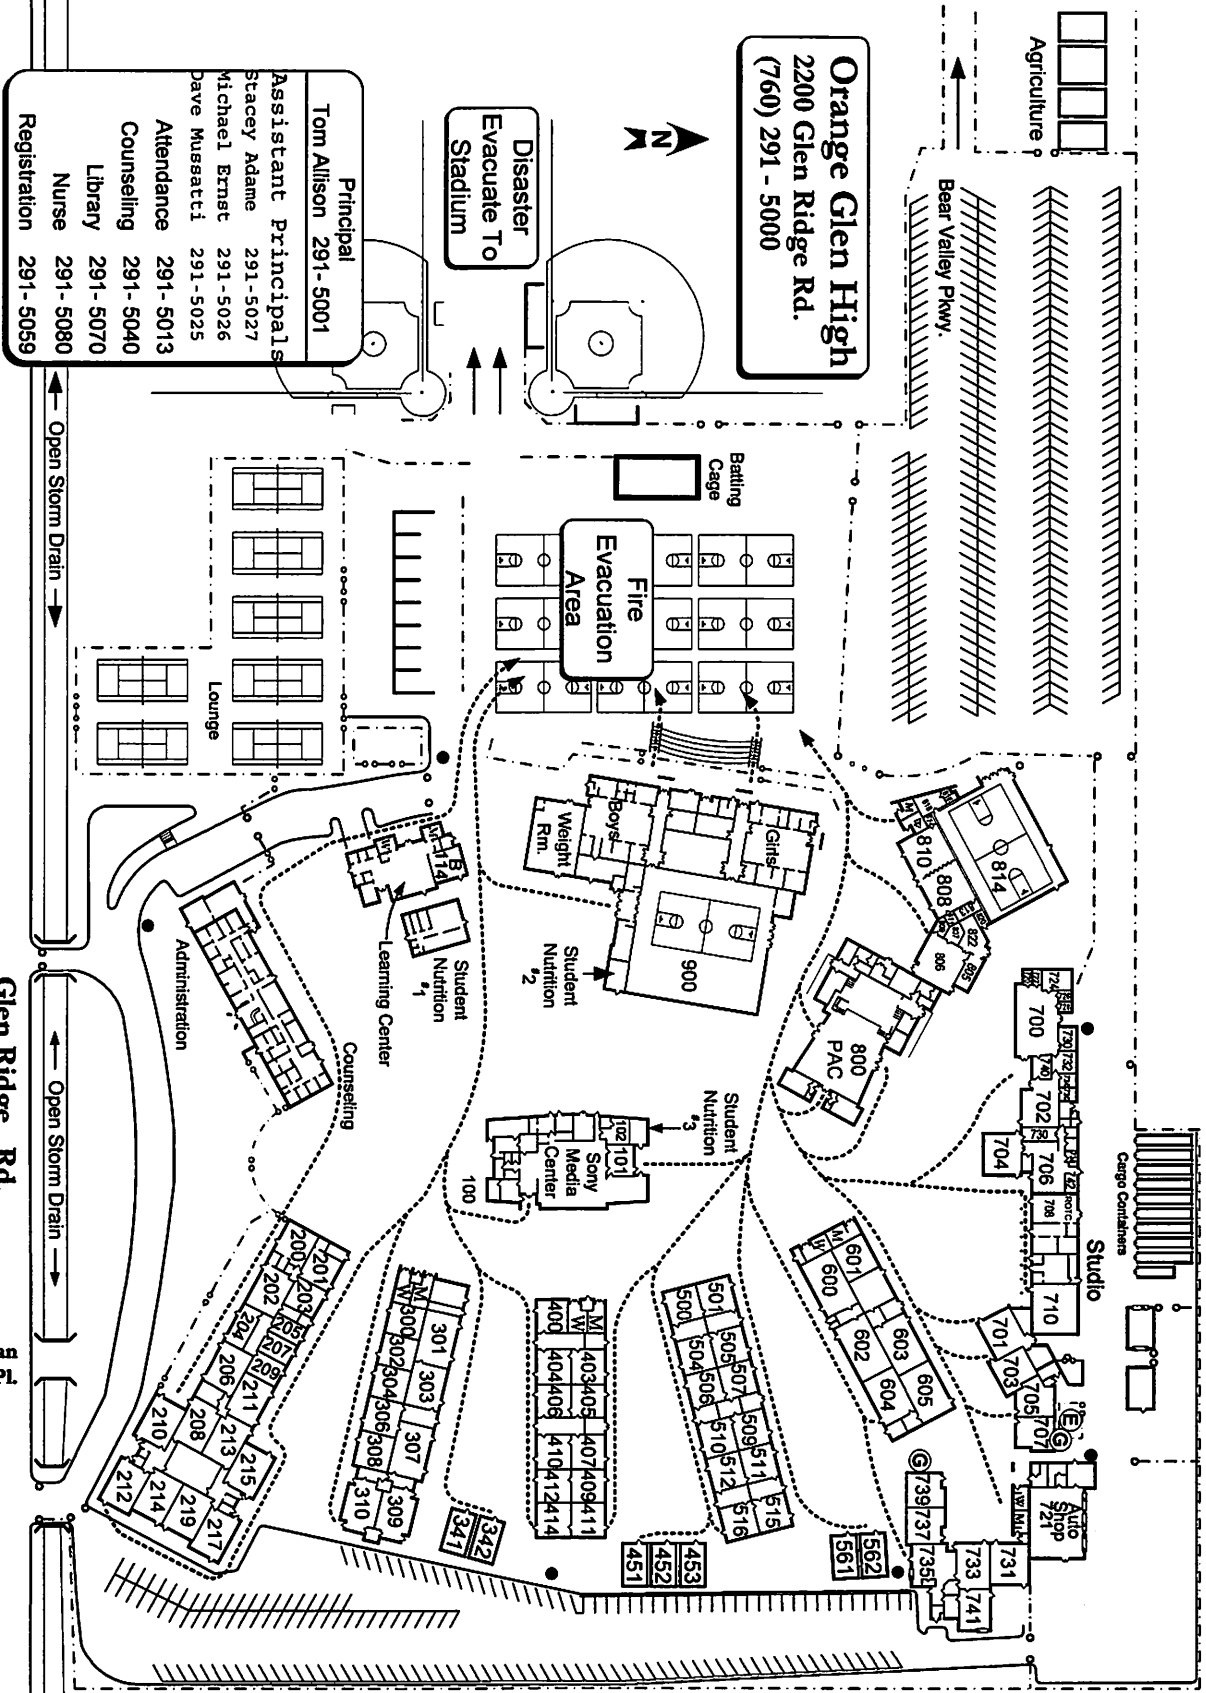 Orange Glen High
2200 Glen Ridge Rd.
(760) 291 - 5000
N
Disaster
Evacuate To
Stadium
Principal
Tom Allison 291- 5001
Assistant Principals
Stacey Adame 291-5027
Michael Ernst 291-5026
Dave Mussatti 291-5025
Attendance 291- 5013
Counseling 291- 5040
Library 291- 5070
Nurse 291- 5080
Registration 291- 5059
Agriculture
Bear Valley Pkwy.
Batting
Cage
Fire
Evacuation
Area
Open Storm Drain
Lounge
Boys
Girls
Weight
Rm.
900
Student
Nutrition
#2
814
810
808
822
806
805
800
PAC
B
114
Learning Center
Student
Nutrition
#1
Administration
Counseling
Student
Nutrition
#3
102
101
Sony
Media
Center
100
Open Storm Drain
Glen Ridge Rd.
724
700
730
732
740
702
704
706
708
ROTC
710
Studio
Cargo Containers
701
703
705
707
E
G
G
Auto
Shop
721
W
M
739
737
735
733
731
741
M
W
601
600
603
602
605
604
501
500
505
504
507
506
509
510
511
512
515
516
561
562
451
452
453
M
W
400
403
404
405
406
407
410
409
412
411
414
M
W
301
300
302
303
304
306
307
308
309
310
341
342
200
201
202
203
204
205
207
206
209
211
208
213
210
215
212
214
219
217